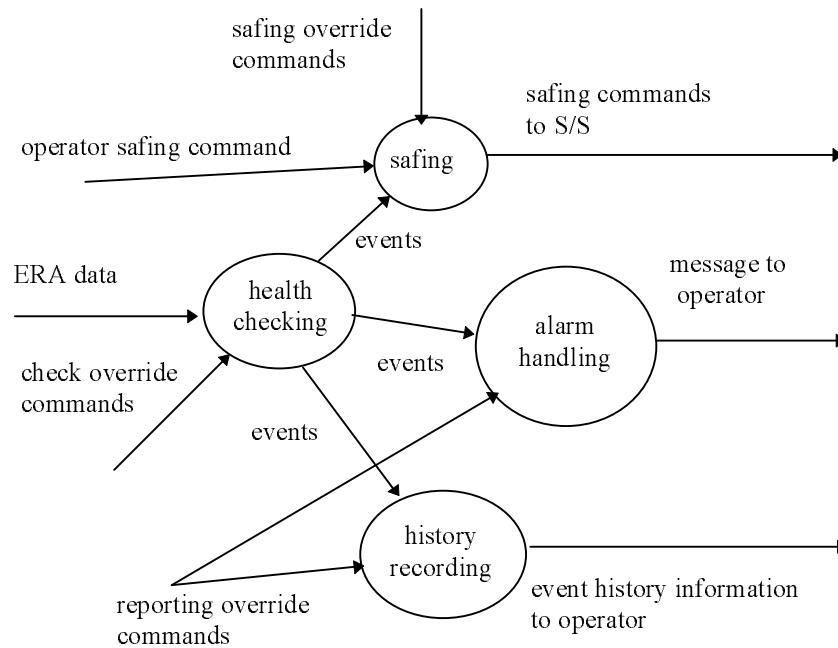 safing override
commands
safing commands
to S/S
operator safing command
safing
events
ERA data
health
checking
message to
operator
alarm
handling
events
check override
commands
events
history
recording
reporting override
commands
event history information
to operator